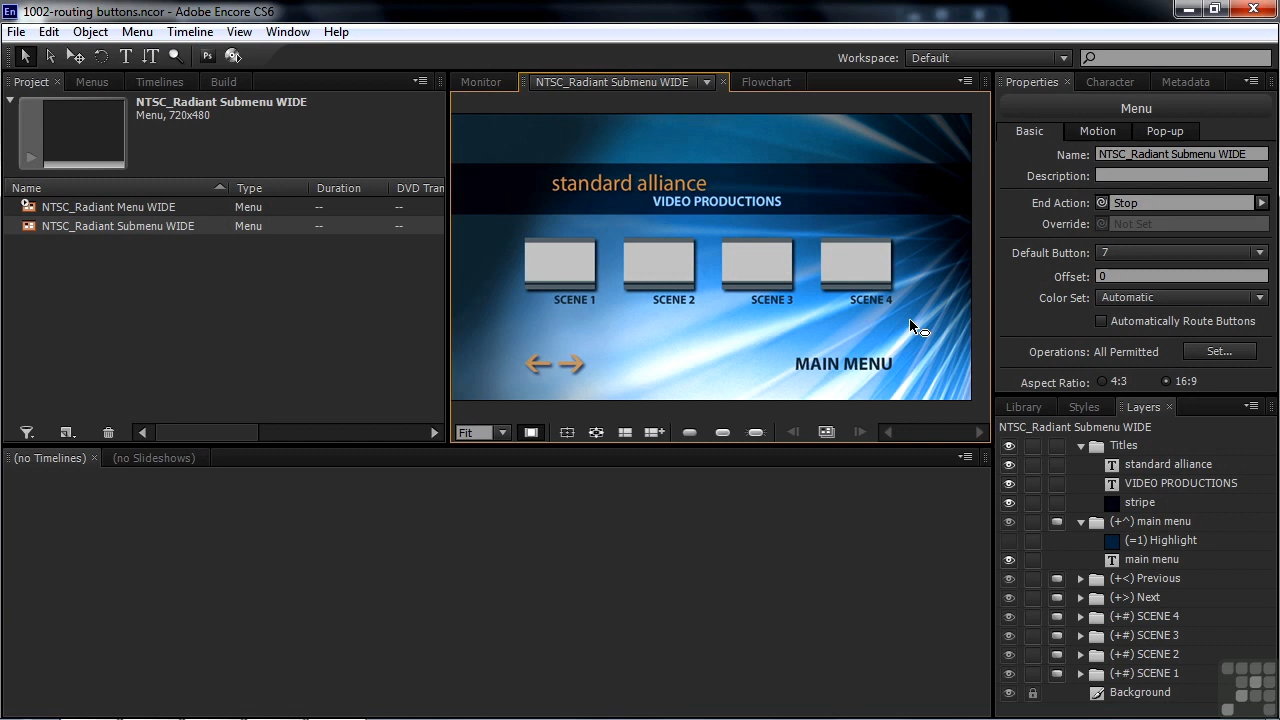 En 1002-routing buttons.ncor - Adobe Encore CS6
File Edit Object Menu Timeline View Window Help
Ps
Workspace: Default
Project × Menus Timelines Build
NTSC_Radiant Submenu WIDE
Menu, 720x480
Name Type Duration DVD Tran
NTSC_Radiant Menu WIDE Menu -- --
NTSC_Radiant Submenu WIDE Menu -- --
Monitor NTSC_Radiant Submenu WIDE × Flowchart
standard alliance
VIDEO PRODUCTIONS
SCENE 1 SCENE 2 SCENE 3 SCENE 4
MAIN MENU
Fit
Properties × Character Metadata
Menu
Basic Motion Pop-up
Name: NTSC_Radiant Submenu WIDE
Description:
End Action: Stop
Override: Not Set
Default Button: 7
Offset: 0
Color Set: Automatic
Automatically Route Buttons
Operations: All Permitted Set...
Aspect Ratio: 4:3 16:9
Library Styles Layers ×
NTSC_Radiant Submenu WIDE
Titles
T standard alliance
T VIDEO PRODUCTIONS
stripe
(+^) main menu
(=1) Highlight
T main menu
(+<) Previous
(+>) Next
(+#) SCENE 4
(+#) SCENE 3
(+#) SCENE 2
(+#) SCENE 1
Background
(no Timelines) × (no Slideshows)